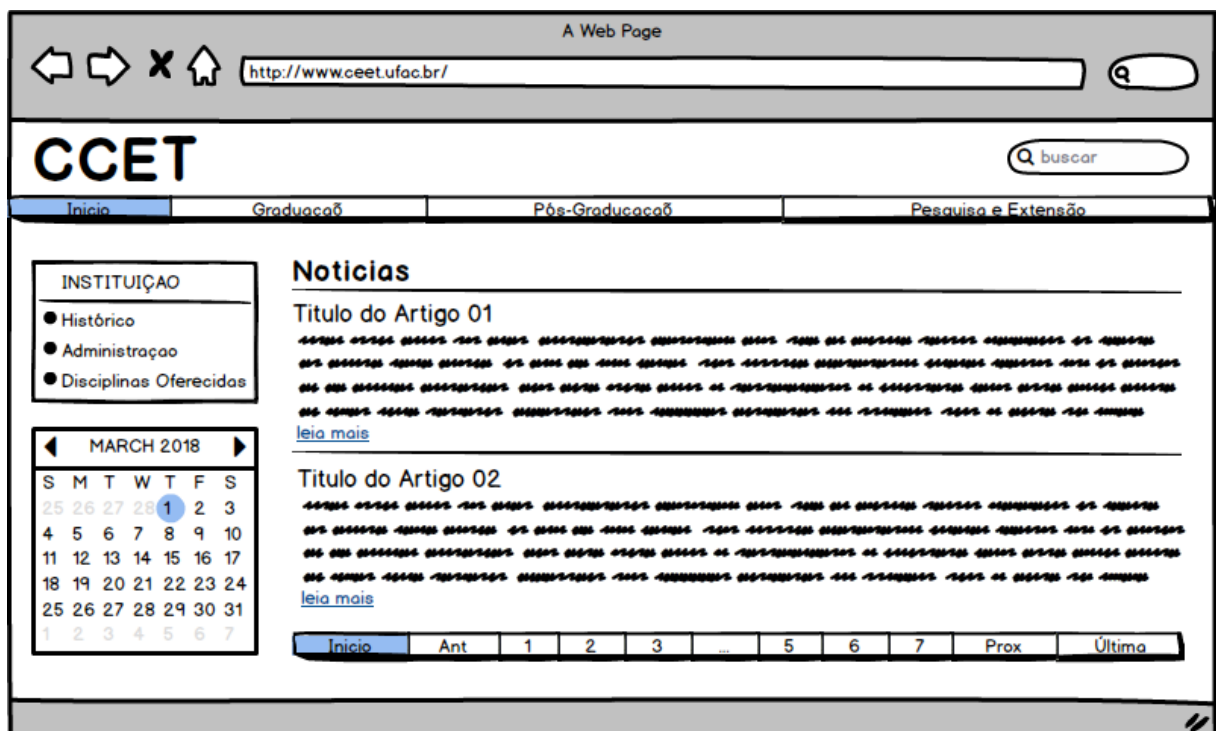 A Web Page
http://www.ceet.ufac.br/
CCET
buscar
Inicio Graduacaõ Pós-Graducacaõ Pesquisa e Extensão
INSTITUIÇAO
Histórico
Administraçao
Disciplinas Oferecidas
MARCH 2018
S M T W T F S
25 26 27 28 1 2 3
4 5 6 7 8 9 10
11 12 13 14 15 16 17
18 19 20 21 22 23 24
25 26 27 28 29 30 31
1 2 3 4 5 6 7
Noticias
Titulo do Artigo 01
leia mais
Titulo do Artigo 02
leia mais
Inicio Ant 1 2 3 ... 5 6 7 Prox Última